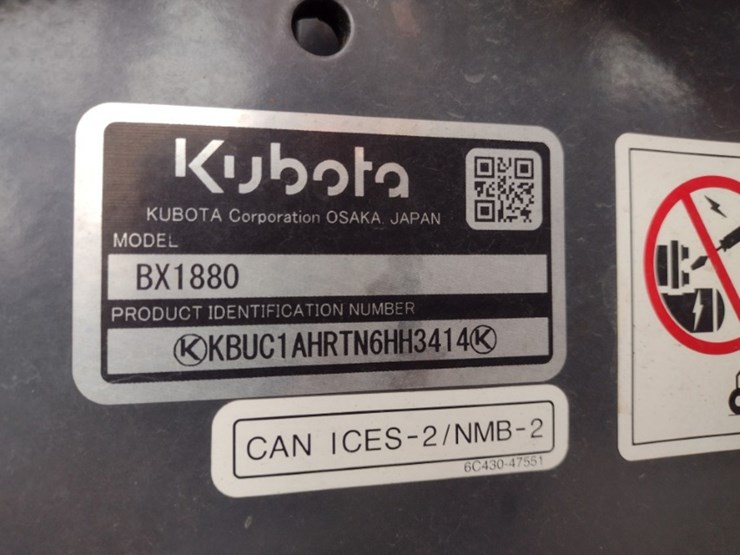 Kubota
KUBOTA Corporation OSAKA, JAPAN
MODEL
BX1880
PRODUCT IDENTIFICATION NUMBER
ⓀKBUC1AHRTN6HH3414Ⓚ
CAN ICES-2/NMB-2
6C430-47551